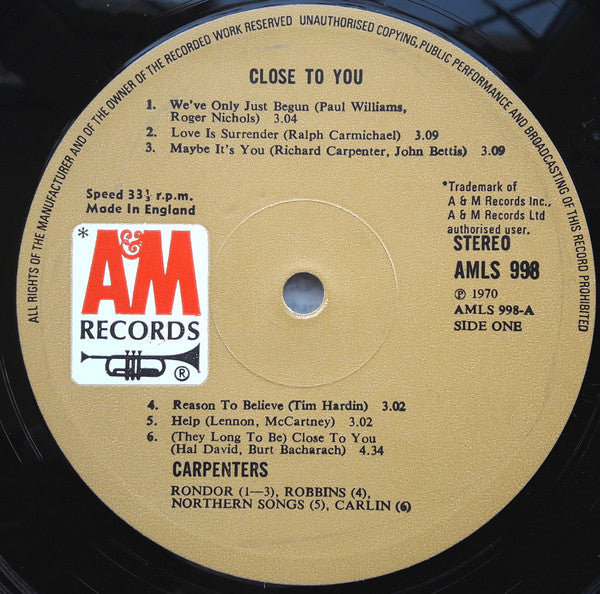 ALL RIGHTS OF THE MANUFACTURER AND OF THE OWNER OF THE RECORDED WORK RESERVED UNAUTHORISED COPYING, PUBLIC PERFORMANCE AND BROADCASTING OF THIS RECORD PROHIBITED
CLOSE TO YOU
1. We've Only Just Begun (Paul Williams,
Roger Nichols) 3.04
2. Love Is Surrender (Ralph Carmichael) 3.09
3. Maybe It's You (Richard Carpenter, John Bettis) 3.09
Speed 33⅓ r.p.m.
Made In England
* A&M
RECORDS
®
*Trademark of
A & M Records Inc.,
A & M Records Ltd
authorised user.
STEREO
AMLS 998
℗ 1970
AMLS 998-A
SIDE ONE
4. Reason To Believe (Tim Hardin) 3.02
5. Help (Lennon, McCartney) 3.02
6. (They Long To Be) Close To You
(Hal David, Burt Bacharach) 4.34
CARPENTERS
RONDOR (1—3), ROBBINS (4),
NORTHERN SONGS (5), CARLIN (6)